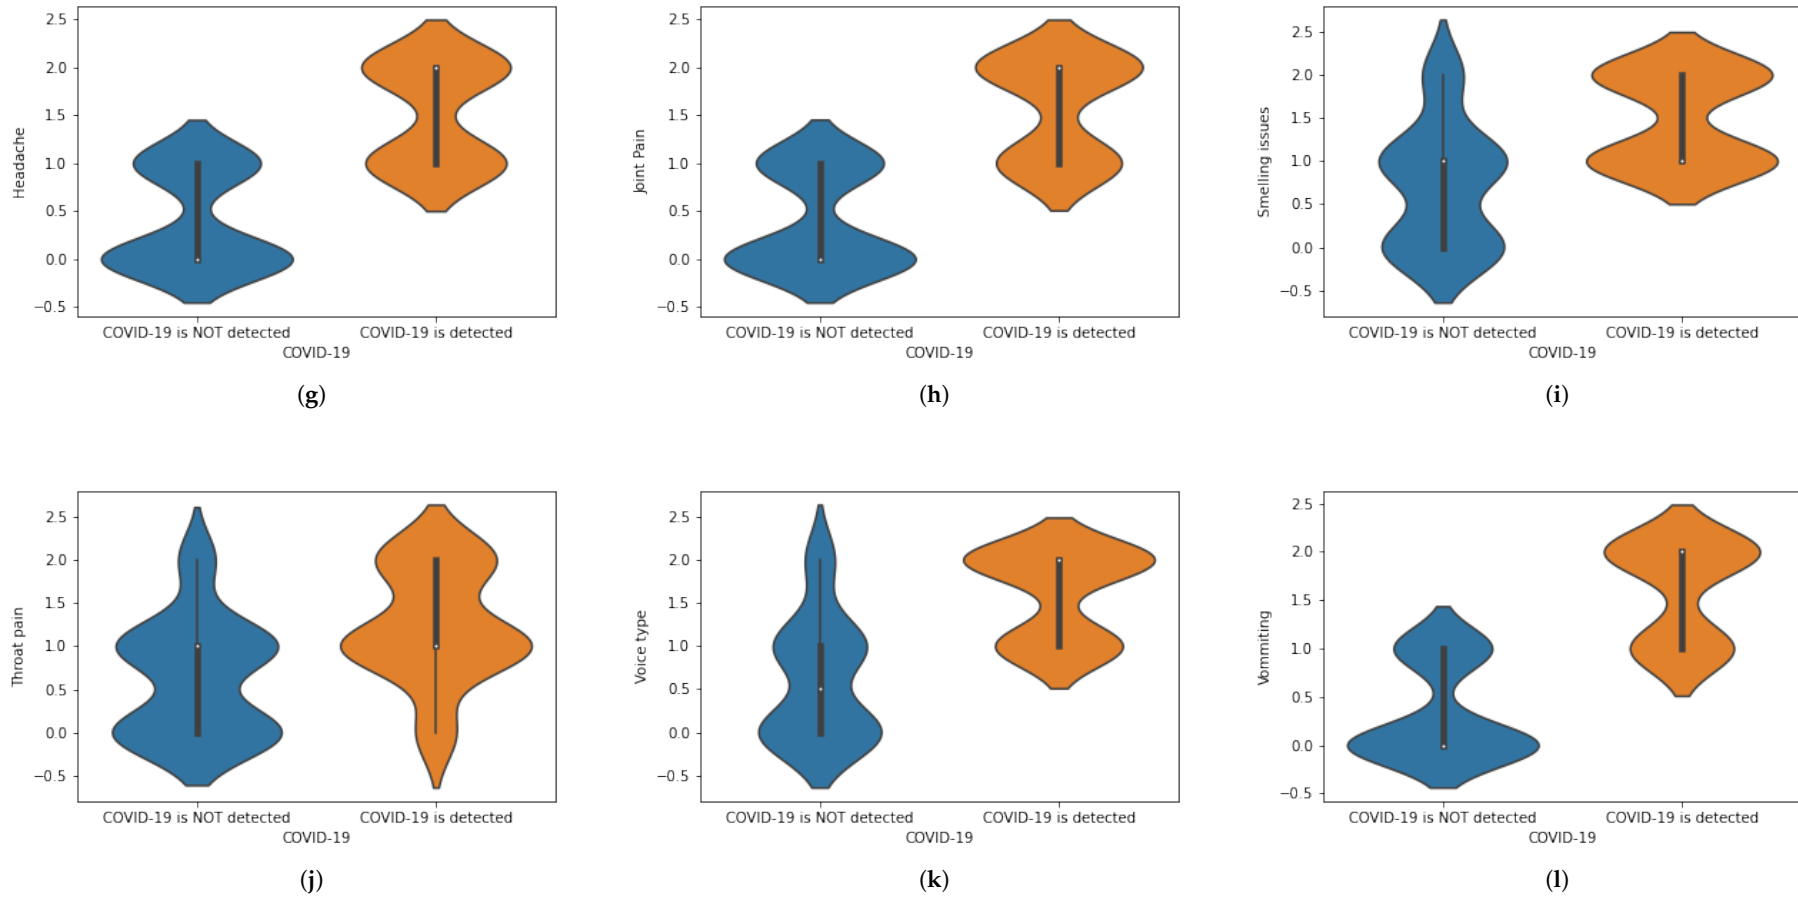 2.5
2.0
1.5
1.0
0.5
0.0
−0.5
Headache
COVID-19 is NOT detected
COVID-19 is detected
COVID-19
(g)
2.5
2.0
1.5
1.0
0.5
0.0
−0.5
Joint Pain
COVID-19 is NOT detected
COVID-19 is detected
COVID-19
(h)
2.5
2.0
1.5
1.0
0.5
0.0
−0.5
Smelling issues
COVID-19 is NOT detected
COVID-19 is detected
COVID-19
(i)
2.5
2.0
1.5
1.0
0.5
0.0
−0.5
Throat pain
COVID-19 is NOT detected
COVID-19 is detected
COVID-19
(j)
2.5
2.0
1.5
1.0
0.5
0.0
−0.5
Voice type
COVID-19 is NOT detected
COVID-19 is detected
COVID-19
(k)
2.5
2.0
1.5
1.0
0.5
0.0
−0.5
Vommiting
COVID-19 is NOT detected
COVID-19 is detected
COVID-19
(l)